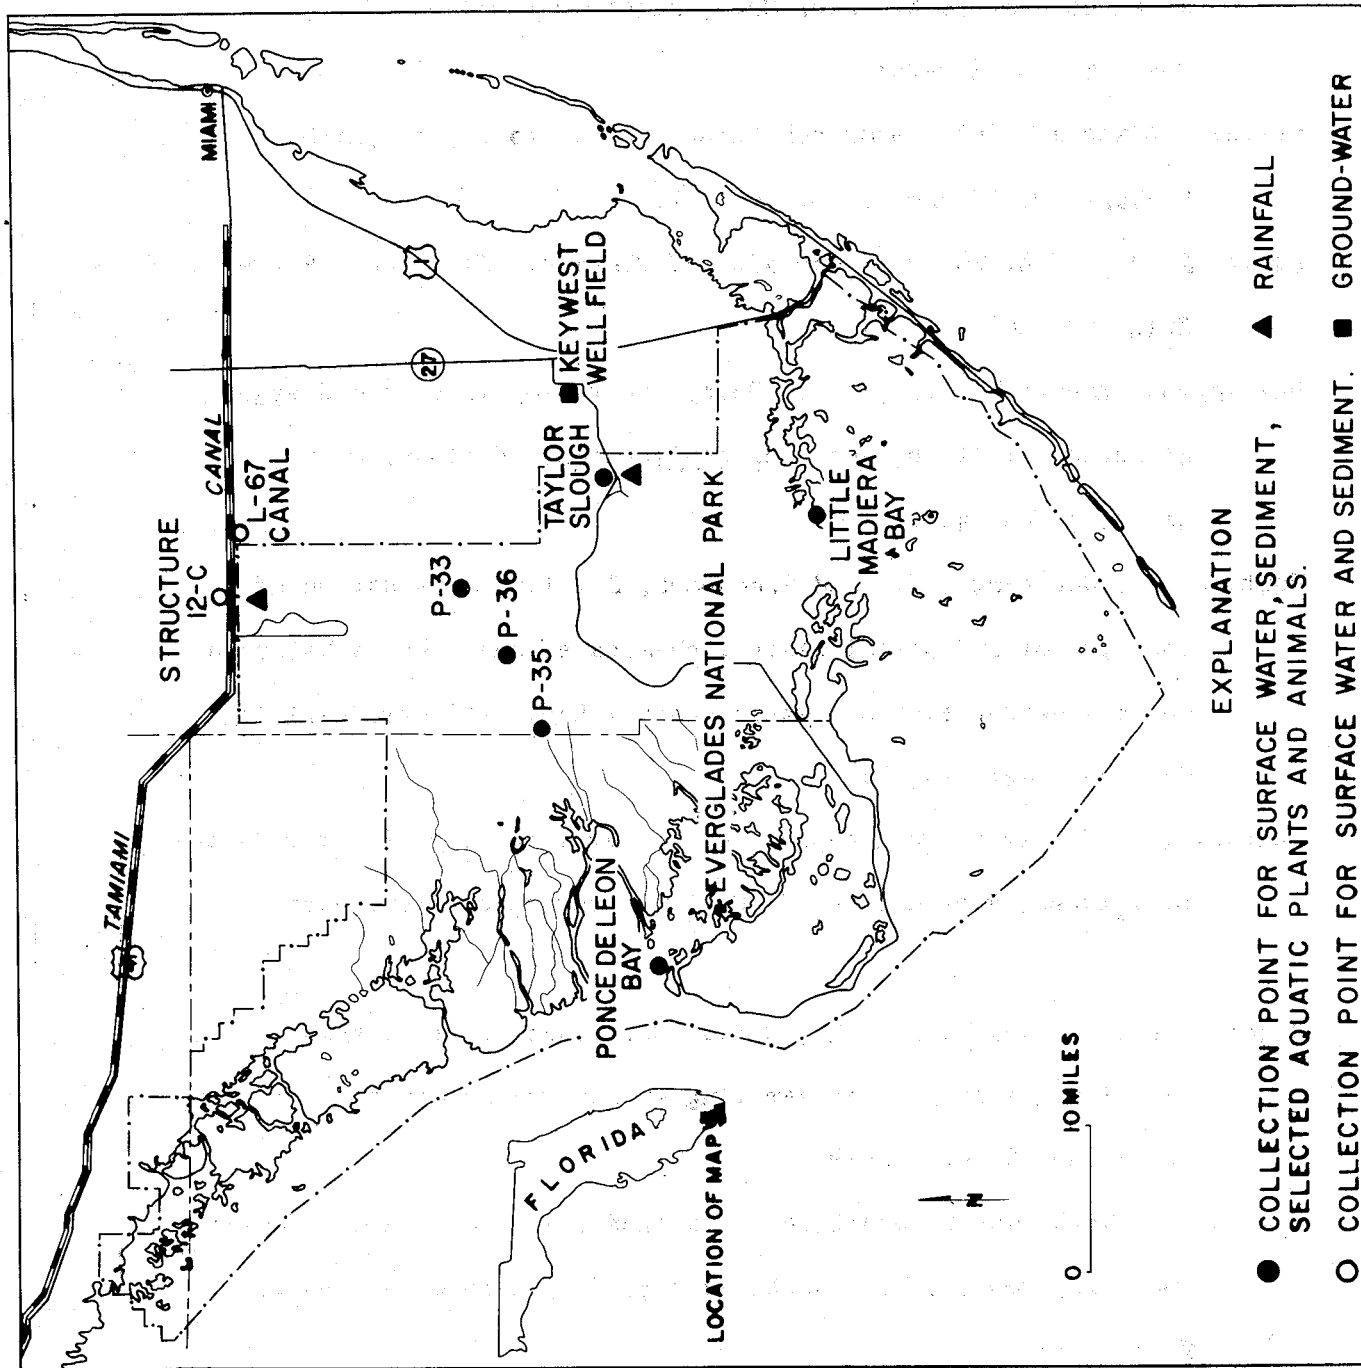 MIAMI
TAMIAMI
CANAL
41
1
27
STRUCTURE
12-C
L-67
CANAL
KEYWEST
WELL FIELD
TAYLOR
SLOUGH
P-33
P-36
P-35
EVERGLADES NATIONAL PARK
LITTLE
MADIERA
BAY
PONCE DE LEON
BAY
FLORIDA
LOCATION OF MAP
N
0 10 MILES
EXPLANATION
COLLECTION POINT FOR SURFACE WATER, SEDIMENT,
SELECTED AQUATIC PLANTS AND ANIMALS.
RAINFALL
COLLECTION POINT FOR SURFACE WATER AND SEDIMENT.
GROUND-WATER